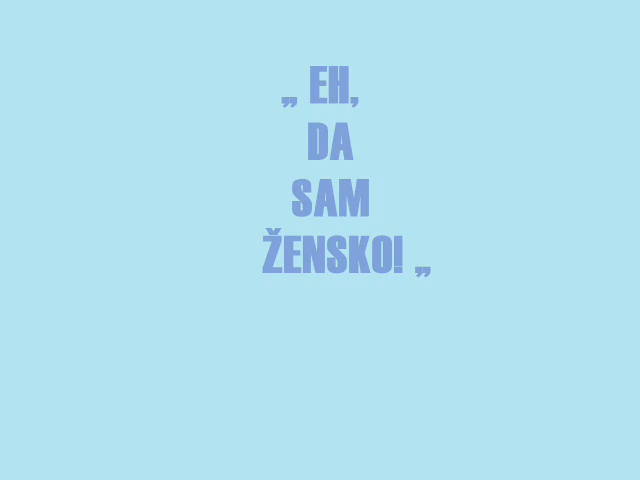 „ EH,
DA
SAM
ŽENSKO! „